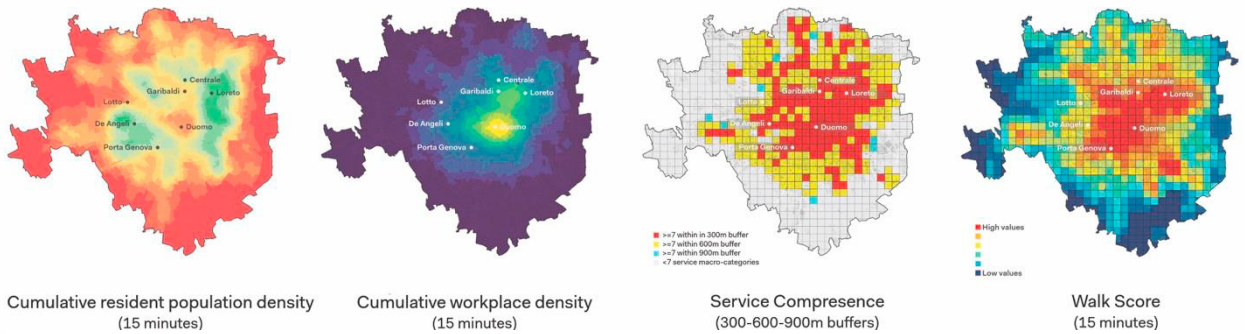 Centrale
Garibaldi
Loreto
Lotto
De Angeli
Duomo
Porta Genova
Cumulative resident population density
(15 minutes)
Centrale
Garibaldi
Loreto
Lotto
De Angeli
Duomo
Porta Genova
Cumulative workplace density
(15 minutes)
Centrale
Garibaldi
Loreto
Lotto
De Angeli
Duomo
Porta Genova
>=7 within in 300m buffer
>=7 within 600m buffer
>=7 within 900m buffer
<7 service macro-categories
Service Compresence
(300-600-900m buffers)
Centrale
Garibaldi
Loreto
Lotto
De Angeli
Duomo
Porta Genova
High values
Low values
Walk Score
(15 minutes)